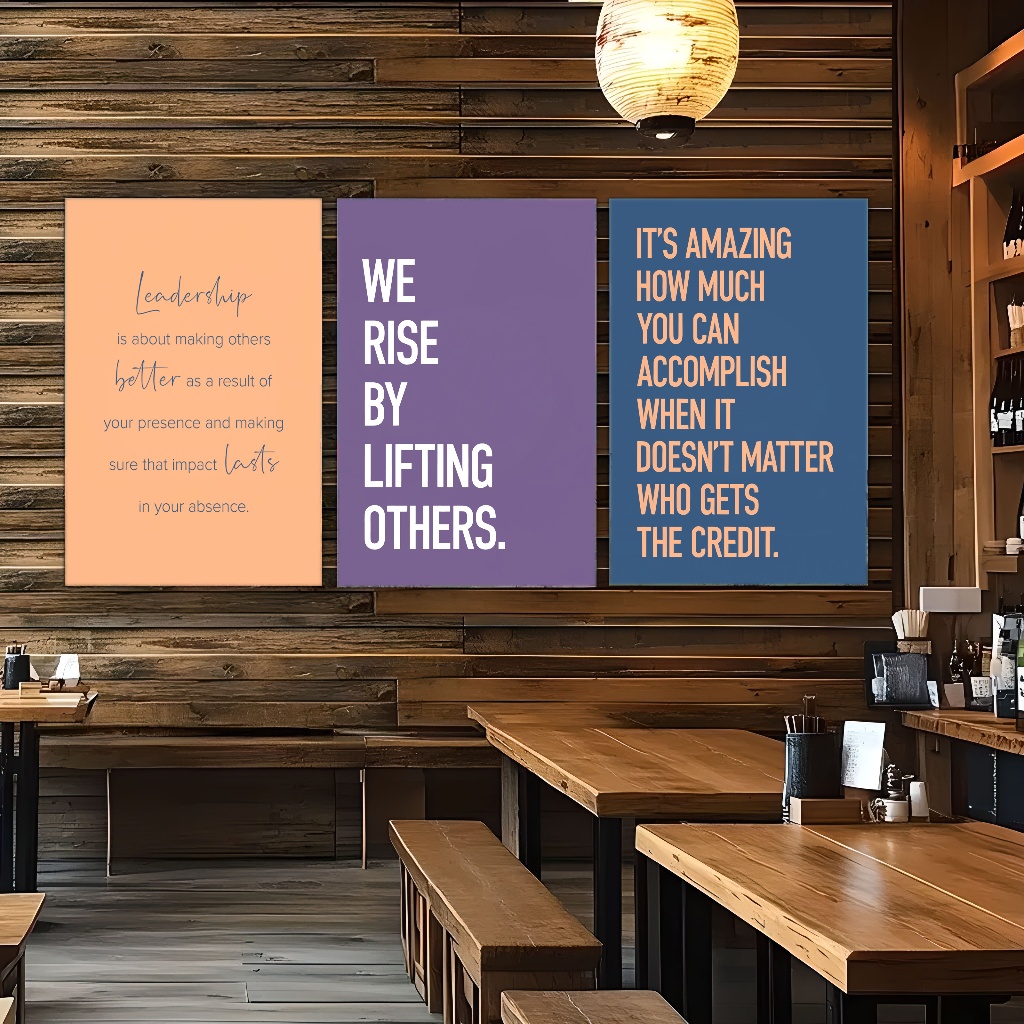 Leadership
is about making others
better as a result of
your presence and making
sure that impact lasts
in your absence.
WE
RISE
BY
LIFTING
OTHERS.
IT'S AMAZING
HOW MUCH
YOU CAN
ACCOMPLISH
WHEN IT
DOESN'T MATTER
WHO GETS
THE CREDIT.